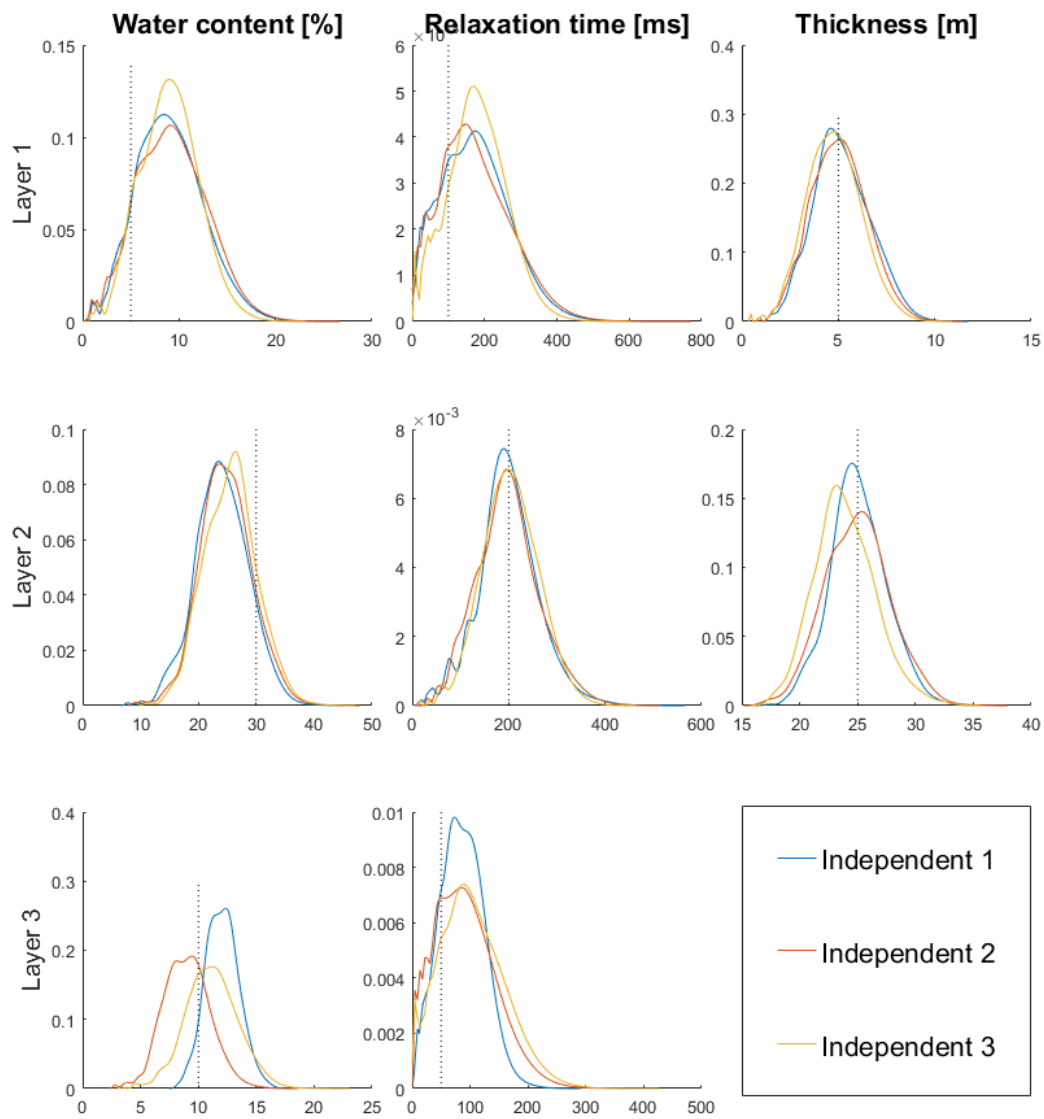 Water content [%] Relaxation time [ms] Thickness [m]
Layer 1
0.15
0.1
0.05
0
0 10 20 30
6
5
4
3
2
1
0
0 200 400 600 800
0.4
0.3
0.2
0.1
0
0 5 10 15
Layer 2
0.1
0.08
0.06
0.04
0.02
0
0 10 20 30 40 50
×10⁻³
8
6
4
2
0
0 200 400 600
0.2
0.15
0.1
0.05
0
15 20 25 30 35 40
Layer 3
0.4
0.3
0.2
0.1
0
0 5 10 15 20 25
0.01
0.008
0.006
0.004
0.002
0
0 100 200 300 400 500
Independent 1
Independent 2
Independent 3